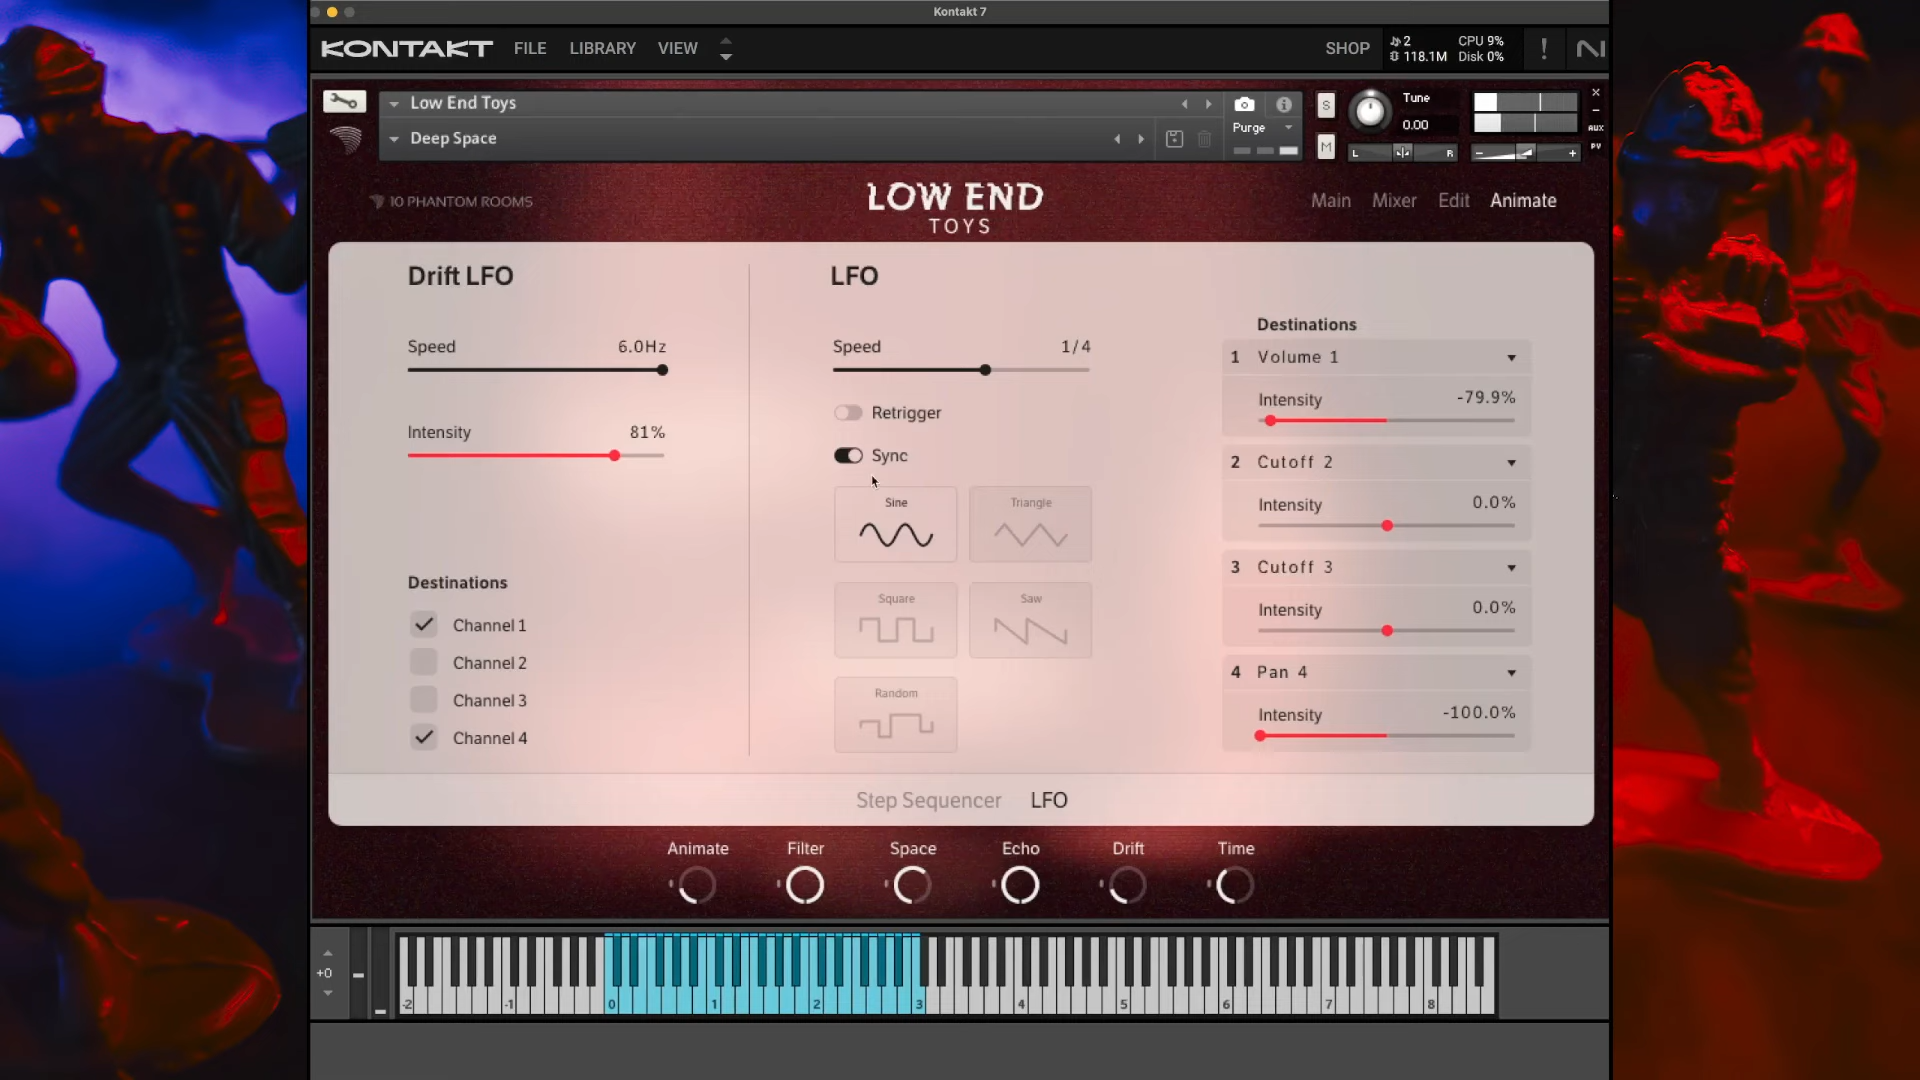 Kontakt 7
KONTAKT FILE LIBRARY VIEW SHOP 2 118.1M CPU 9% Disk 0% !
Low End Toys
Deep Space
Purge
S
M
Tune
0.00
L R - +
AUX
PV
10 PHANTOM ROOMS
LOW END
TOYS
Main Mixer Edit Animate
Drift LFO
Speed 6.0Hz
Intensity 81%
Destinations
Channel 1
Channel 2
Channel 3
Channel 4
LFO
Speed 1/4
Retrigger
Sync
Sine Triangle
Square Saw
Random
Destinations
1 Volume 1
Intensity -79.9%
2 Cutoff 2
Intensity 0.0%
3 Cutoff 3
Intensity 0.0%
4 Pan 4
Intensity -100.0%
Step Sequencer LFO
Animate Filter Space Echo Drift Time
+0
-2 -1 0 1 2 3 4 5 6 7 8